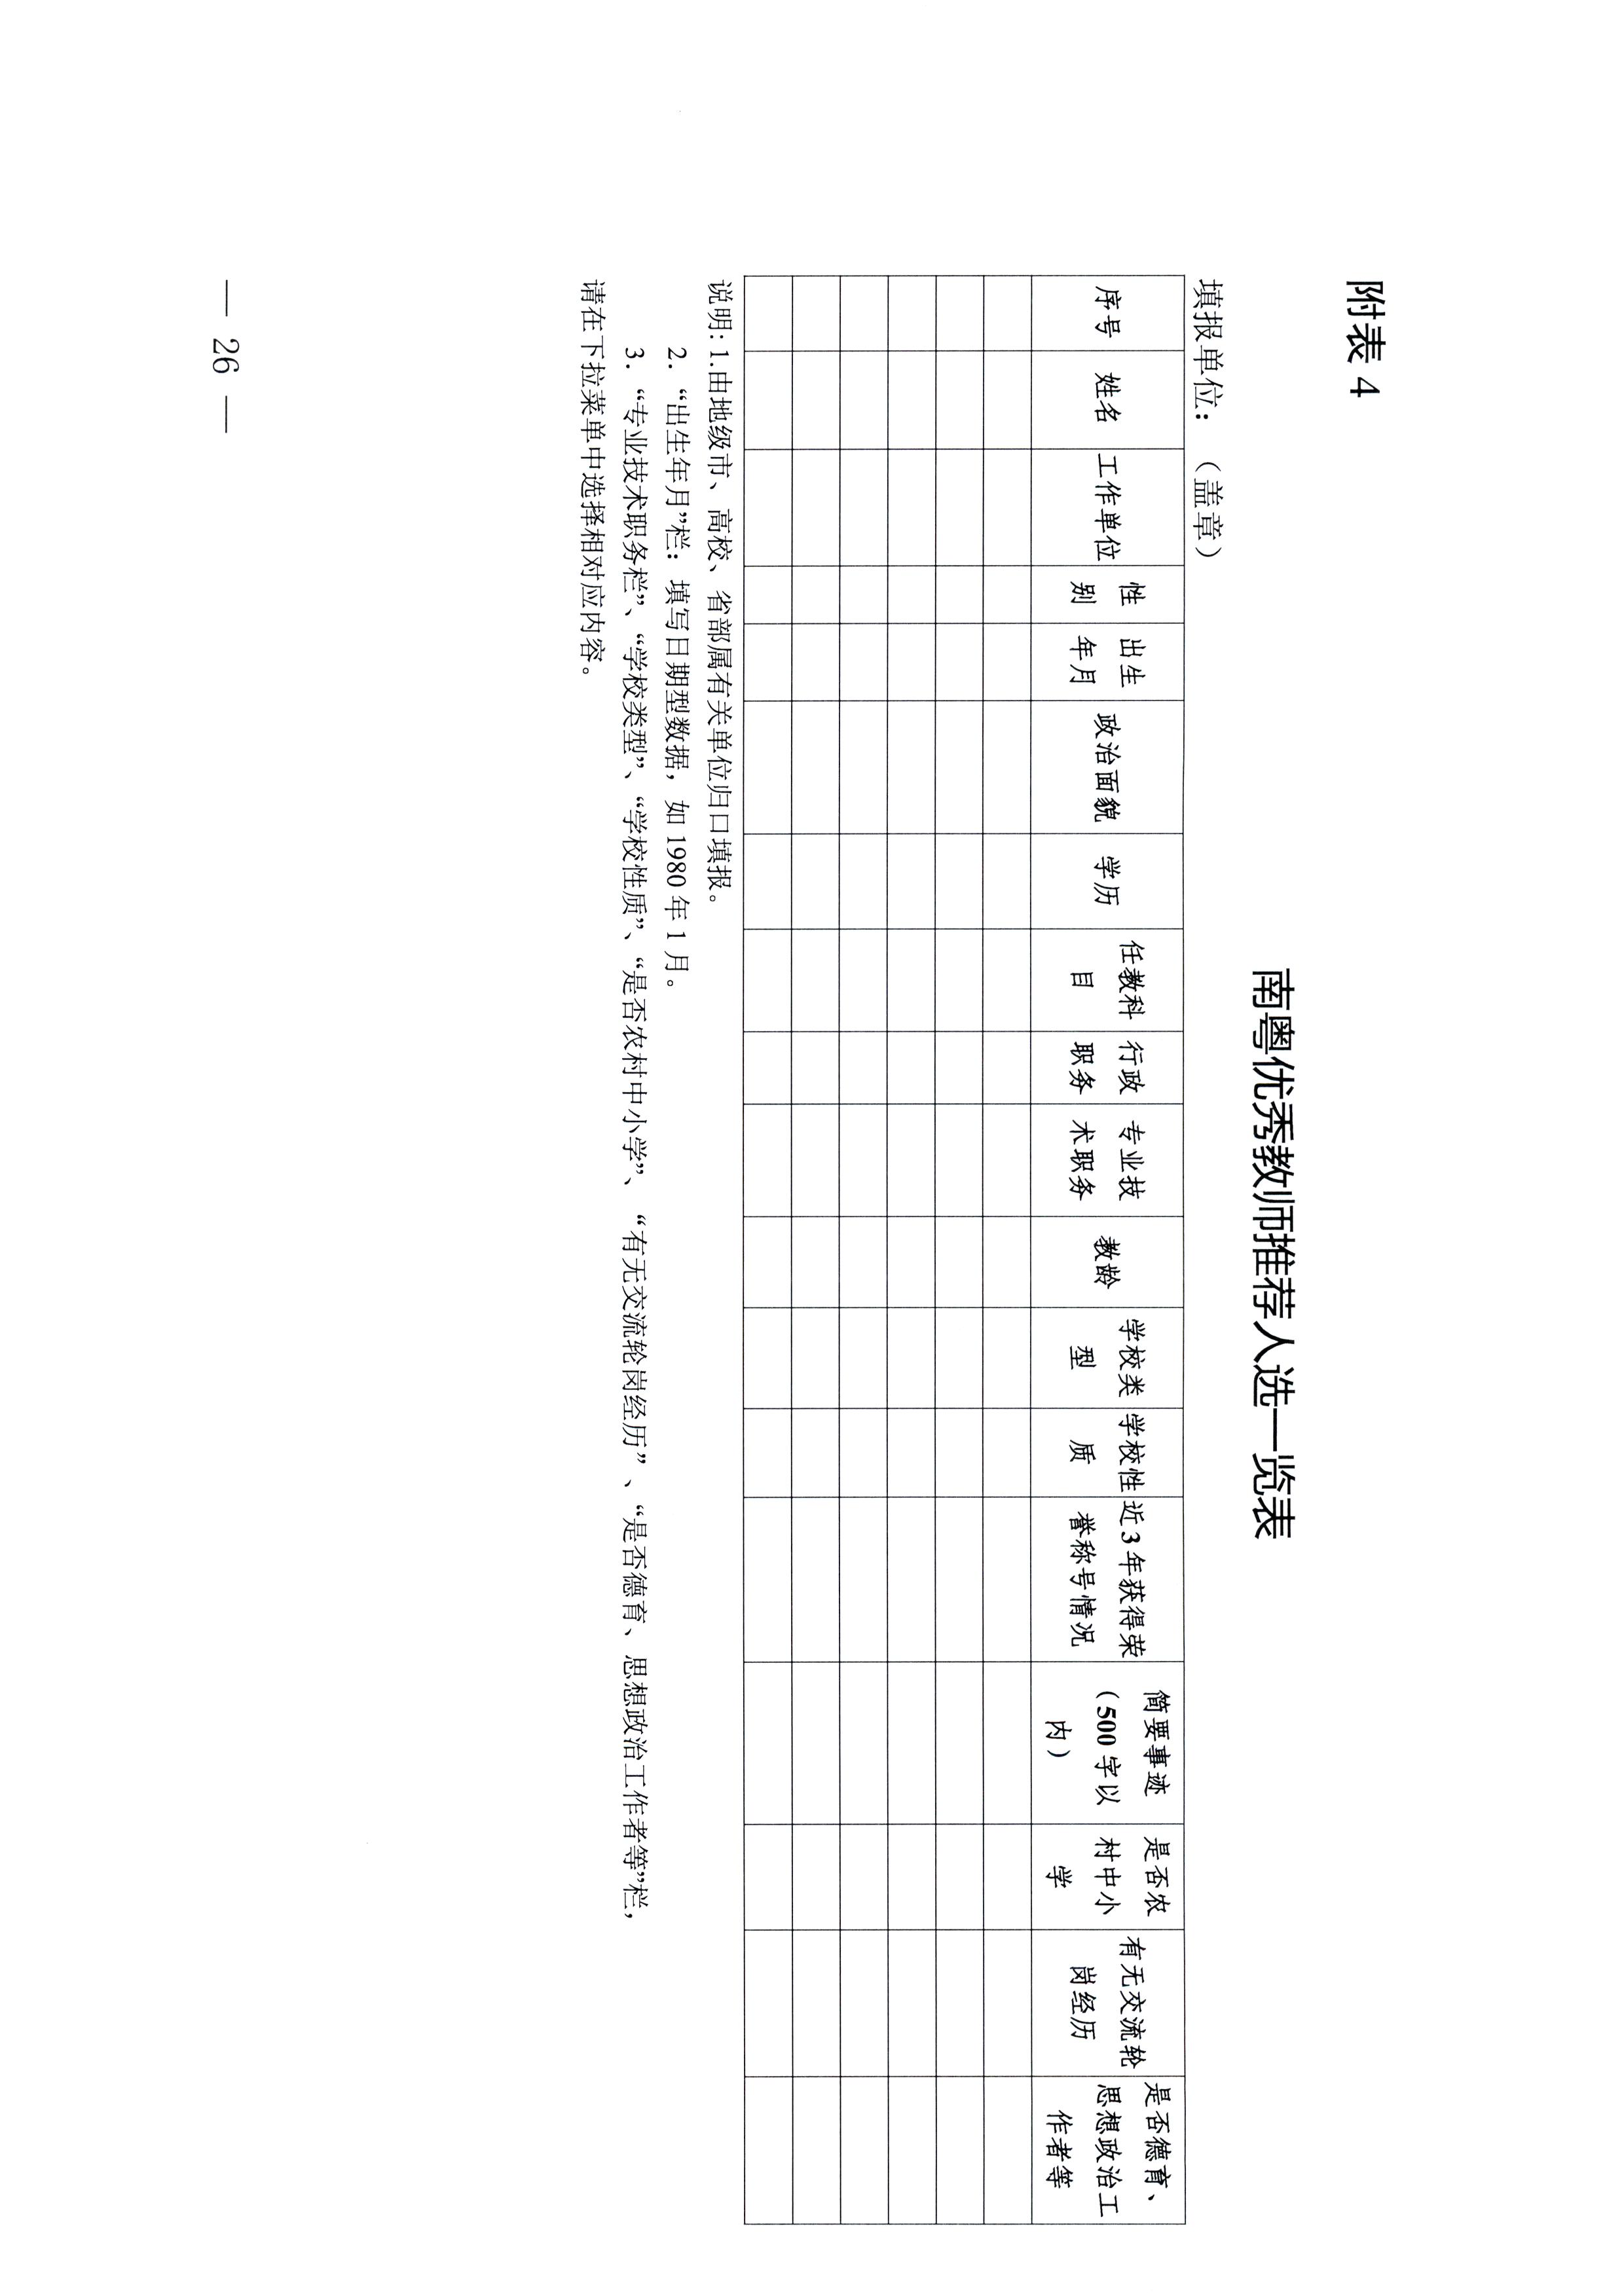 附表 4
南粤优秀教师推荐人选一览表
填报单位：（盖章）
序号
姓名
工作单位
性
别
出生
年月
政治面貌
学历
任教科
目
行政
职务
专业技
术职务
教龄
学校类
型
学校性
质
近3年获得荣
誉称号情况
简要事迹
（500 字以
内）
是否农
村中小
学
有无交流轮
岗经历
是否德育、
思想政治工
作者等
说明：1.由地级市、高校、省部属有关单位归口填报。
2. “出生年月”栏：填写日期型数据，如 1980 年 1 月。
3. “专业技术职务栏”、“学校类型”、“学校性质”、“是否农村中小学”、 “有无交流轮岗经历” 、“是否德育、思想政治工作者等”栏，
请在下拉菜单中选择相对应内容。
— 26 —